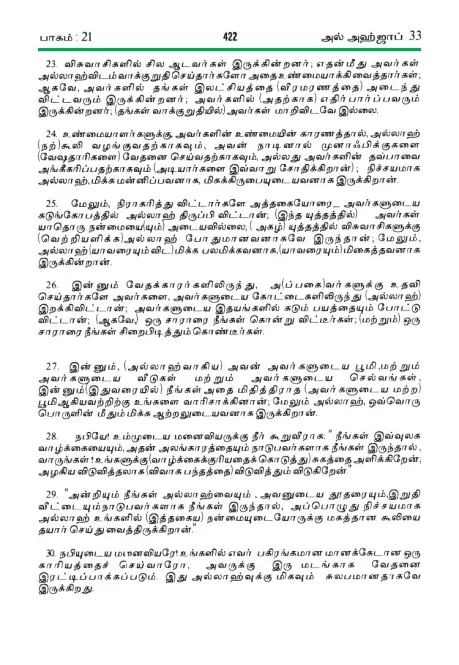 பாகம் : 21 422 அல் அஹ்ஜாப் 33
23. விசுவாசிகளில் சில ஆடவர்கள் இருக்கின்றனர்; எதன்மீது அவர்கள்
அல்லாஹ்விடம் வாக்குறுதி செய்தார்களோ அதை உண்மையாக்கி வைத்தார்கள்;
ஆகவே, அவர்களில் தங்கள் இலட்சியத்தை (வீரமரணத்தை) அடைந்து
விட்டவரும் இருக்கின்றனர்; அவர்களில் (அதற்காக) எதிர்பார்ப்பவரும்
இருக்கின்றனர்; (தங்கள் வாக்குறுதியில்) அவர்கள் மாறிவிடவே இல்லை.
24. உண்மையாளர்களுக்கு, அவர்களின் உண்மையின் காரணத்தால், அல்லாஹ்
(நற்)கூலி வழங்குவதற்காகவும், அவன் நாடினால் முனாஃபிக்குகளை
(வேஷதாரிகளை) வேதனை செய்வதற்காகவும், அல்லது அவர்களின் தவ்பாவை
அங்கீகரிப்பதற்காகவும் (அடியார்களை இவ்வாறு சோதிக்கிறான்) ; நிச்சயமாக
அல்லாஹ், மிக்க மன்னிப்பவனாக, மிகக்கிருபையுடையவனாக இருக்கிறான்.
25. மேலும், நிராகரித்து விட்டார்களே அத்தகையோரை_ அவர்களுடைய
கடுங்கோபத்தில் அல்லாஹ் திருப்பி விட்டான்; (இந்த யுத்தத்தில்) அவர்கள்
யாதொரு நன்மையை(யும்) அடையவில்லை; ( அகழ்) யுத்தத்தில் விசுவாசிகளுக்கு
(வெற்றியளிக்க) அல்லாஹ் போதுமானவனாகவே இருந்தான்; மேலும்,
அல்லாஹ் (யாவரையும்விட) மிக்க பலமிக்கவனாக, (யாவரையும்) மிகைத்தவனாக
இருக்கின்றான்.
26. இன்னும் வேதக்காரர்களிலிருந்து, அ(ப்பகை)வர்களுக்கு உதவி
செய்தார்களே அவர்களை, அவர்களுடைய கோட்டைகளிலிருந்து (அல்லாஹ்)
இறக்கிவிட்டான்; அவர்களுடைய இதயங்களில் கடும் பயத்தையும் போட்டு
விட்டான்; (ஆகவே,) ஒரு சாராரை நீங்கள் கொன்று விட்டீர்கள்; (மற்றும்) ஒரு
சாராரை நீங்கள் சிறைபிடித்தும் கொண்டீர்கள்.
27. இன்னும், (அல்லாஹ்வாகிய) அவன் அவர்களுடைய பூமி, மற்றும்
அவர்களுடைய வீடுகள் மற்றும் அவர்களுடைய செல்வங்கள்,
இன்னும் (இதுவரையில்) நீங்கள் அதை மிதித்திராத (அவர்களுடைய மற்ற)
பூமி, ஆகியவற்றிற்கு உங்களை வாரிசாக்கினான்; மேலும் அல்லாஹ், ஒவ்வொரு
பொருளின் மீதும் மிக்க ஆற்றலுடையவனாக இருக்கிறான்.
28. நபியே! உம்முடைய மனைவியருக்கு நீர் கூறுவீராக: " நீங்கள் இவ்வுலக
வாழ்க்கையையும், அதன் அலங்காரத்தையும் நாடுபவர்களாக நீங்கள் இருந்தால் ,
வாருங்கள்! உங்களுக்கு (வாழ்க்கைக்குரியதைக் கொடுத்து) சுகத்தை அளிக்கிறேன்;
அழகிய விடுவித்தலாக (விவாக பந்தத்தை) விடுவித்தும் விடுகிறேன்."
29. "அன்றியும் நீங்கள் அல்லாஹ்வையும் , அவனுடைய தூதரையும், இறுதி
வீட்டையும் நாடுபவர்களாக நீங்கள் இருந்தால், அப்பொழுது நிச்சயமாக
அல்லாஹ் உங்களில் (இத்தகைய) நன்மையுடையோருக்கு மகத்தான கூலியை
தயார் செய்து வைத்திருக்கிறான்."
30. நபியுடைய மனைவியரே! உங்களில் எவர் பகிரங்கமான மானக்கேடான ஒரு
காரியத்தைச் செய்வாரோ, அவருக்கு இரு மடங்காக வேதனை
இரட்டிப்பாக்கப்படும். இது அல்லாஹ்வுக்கு மிகவும் சுலபமானதாகவே
இருக்கிறது.